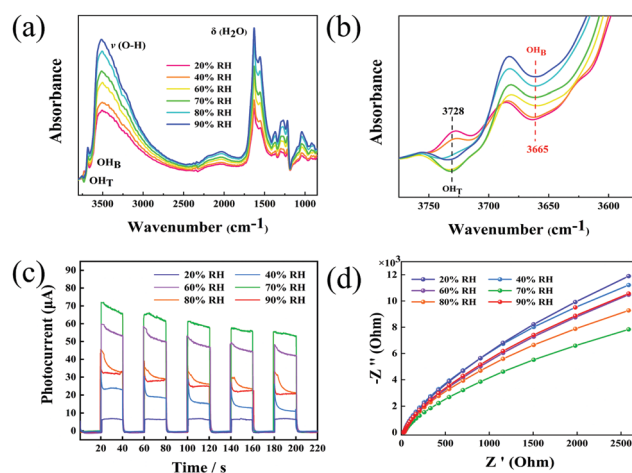 (a)
ν (O-H)
δ (H₂O)
20% RH
40% RH
60% RH
70% RH
80% RH
90% RH
OH_B
OH_T
Absorbance
3500 3000 2500 2000 1500 1000
Wavenumber (cm⁻¹)
(b)
OH_B
3728
3665
OH_T
Absorbance
3750 3700 3650 3600
Wavenumber (cm⁻¹)
(c)
20% RH 40% RH
60% RH 70% RH
80% RH 90% RH
Photocurrent (μA)
90
80
70
60
50
40
30
20
10
0
20 40 60 80 100 120 140 160 180 200 220
Time / s
(d)
×10³
20% RH 40% RH
60% RH 70% RH
80% RH 90% RH
-Z'' (Ohm)
12
10
8
6
4
2
0
0 500 1000 1500 2000 2500
Z ' (Ohm)